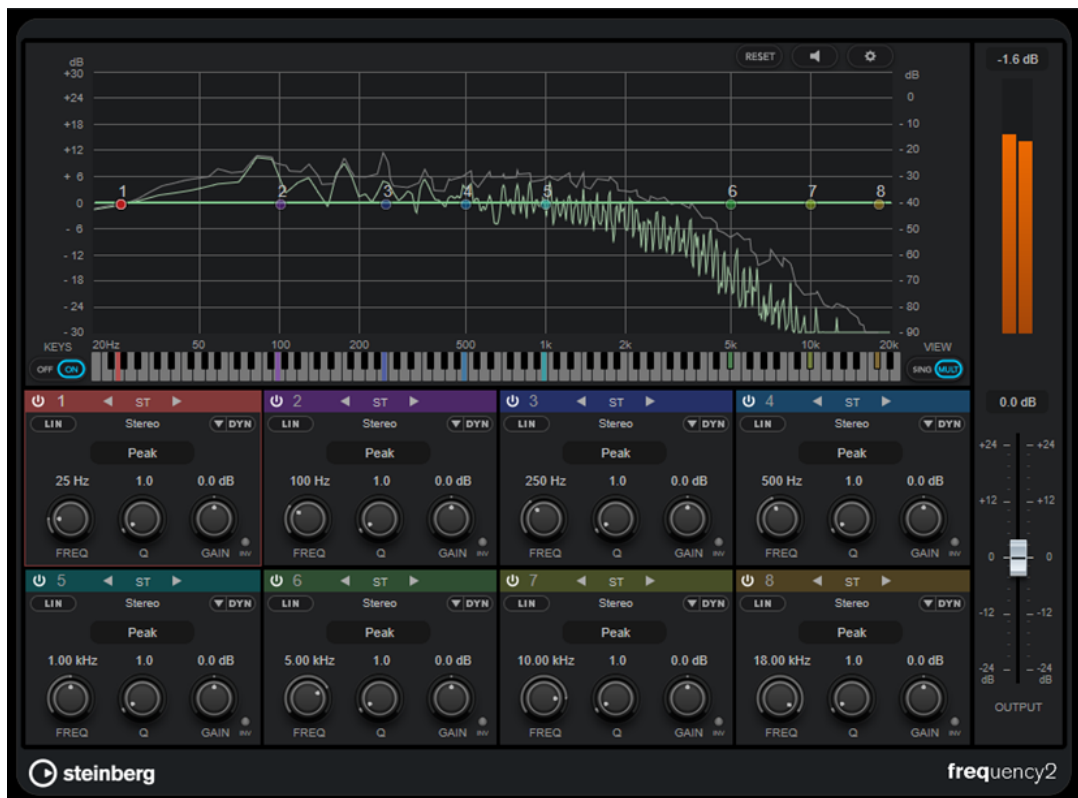 RESET -1.6 dB
dB
+30 dB
+24 0
+18 - 10
+12 - 20
+ 6 - 30
1 2 3 4 5 6 7 8
0 - 40
- 6 - 50
- 12 - 60
- 18 - 70
- 24 - 80
- 30 - 90
KEYS 20Hz 50 100 200 500 1k 2k 5k 10k 20k VIEW
OFF ON SING MULT
1 ST 2 ST 3 ST 4 ST 0.0 dB
LIN Stereo DYN LIN Stereo DYN LIN Stereo DYN LIN Stereo DYN
Peak Peak Peak Peak
+24 +24
25 Hz 1.0 0.0 dB 100 Hz 1.0 0.0 dB 250 Hz 1.0 0.0 dB 500 Hz 1.0 0.0 dB
+12 +12
FREQ Q GAIN INV FREQ Q GAIN INV FREQ Q GAIN INV FREQ Q GAIN INV
0 0
5 ST 6 ST 7 ST 8 ST
LIN Stereo DYN LIN Stereo DYN LIN Stereo DYN LIN Stereo DYN
-12 -12
Peak Peak Peak Peak
1.00 kHz 1.0 0.0 dB 5.00 kHz 1.0 0.0 dB 10.00 kHz 1.0 0.0 dB 18.00 kHz 1.0 0.0 dB
-24 -24
dB dB
OUTPUT
FREQ Q GAIN INV FREQ Q GAIN INV FREQ Q GAIN INV FREQ Q GAIN INV
steinberg frequency2